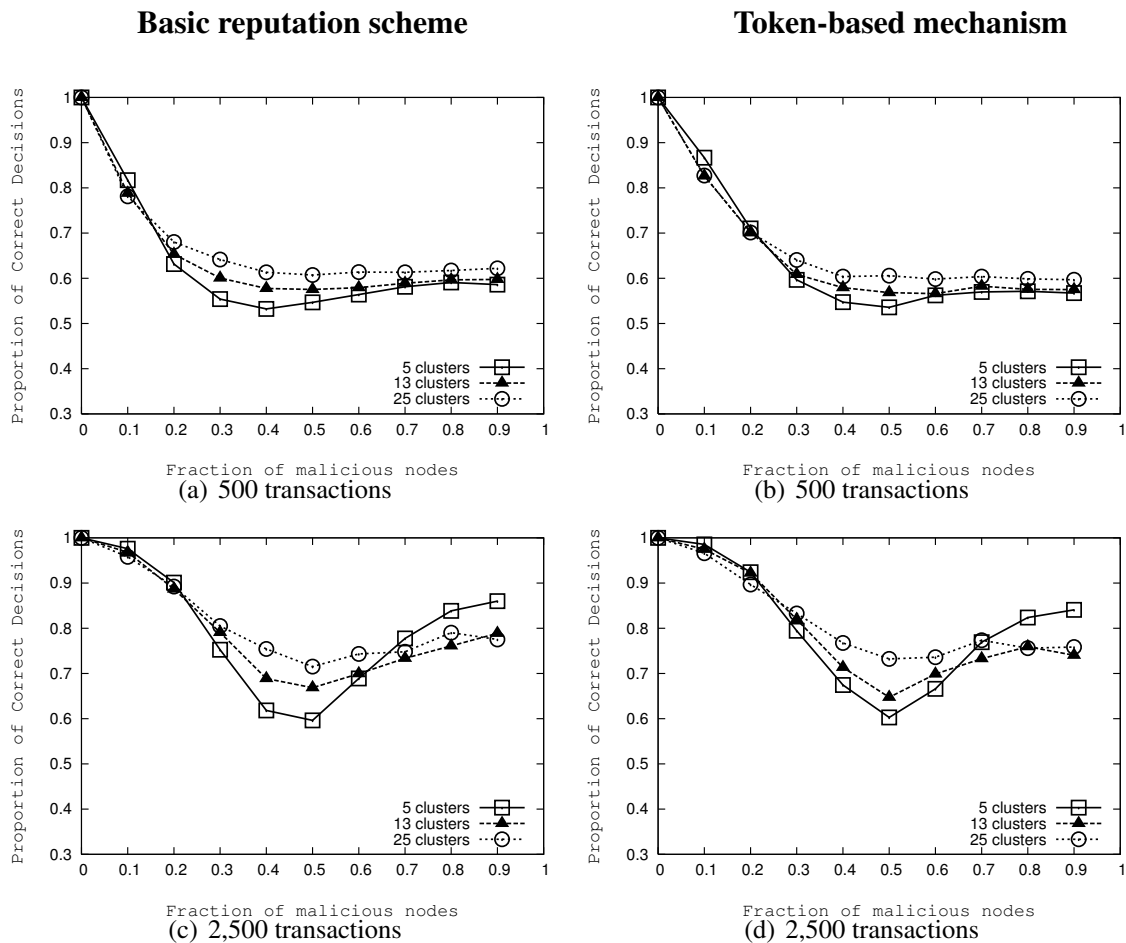 Basic reputation scheme
Token-based mechanism
Proportion of Correct Decisions
1
0.9
0.8
0.7
0.6
0.5
0.4
0.3
5 clusters
13 clusters
25 clusters
0 0.1 0.2 0.3 0.4 0.5 0.6 0.7 0.8 0.9 1
Fraction of malicious nodes
(a) 500 transactions
Proportion of Correct Decisions
1
0.9
0.8
0.7
0.6
0.5
0.4
0.3
5 clusters
13 clusters
25 clusters
0 0.1 0.2 0.3 0.4 0.5 0.6 0.7 0.8 0.9 1
Fraction of malicious nodes
(b) 500 transactions
Proportion of Correct Decisions
1
0.9
0.8
0.7
0.6
0.5
0.4
0.3
5 clusters
13 clusters
25 clusters
0 0.1 0.2 0.3 0.4 0.5 0.6 0.7 0.8 0.9 1
Fraction of malicious nodes
(c) 2,500 transactions
Proportion of Correct Decisions
1
0.9
0.8
0.7
0.6
0.5
0.4
0.3
5 clusters
13 clusters
25 clusters
0 0.1 0.2 0.3 0.4 0.5 0.6 0.7 0.8 0.9 1
Fraction of malicious nodes
(d) 2,500 transactions